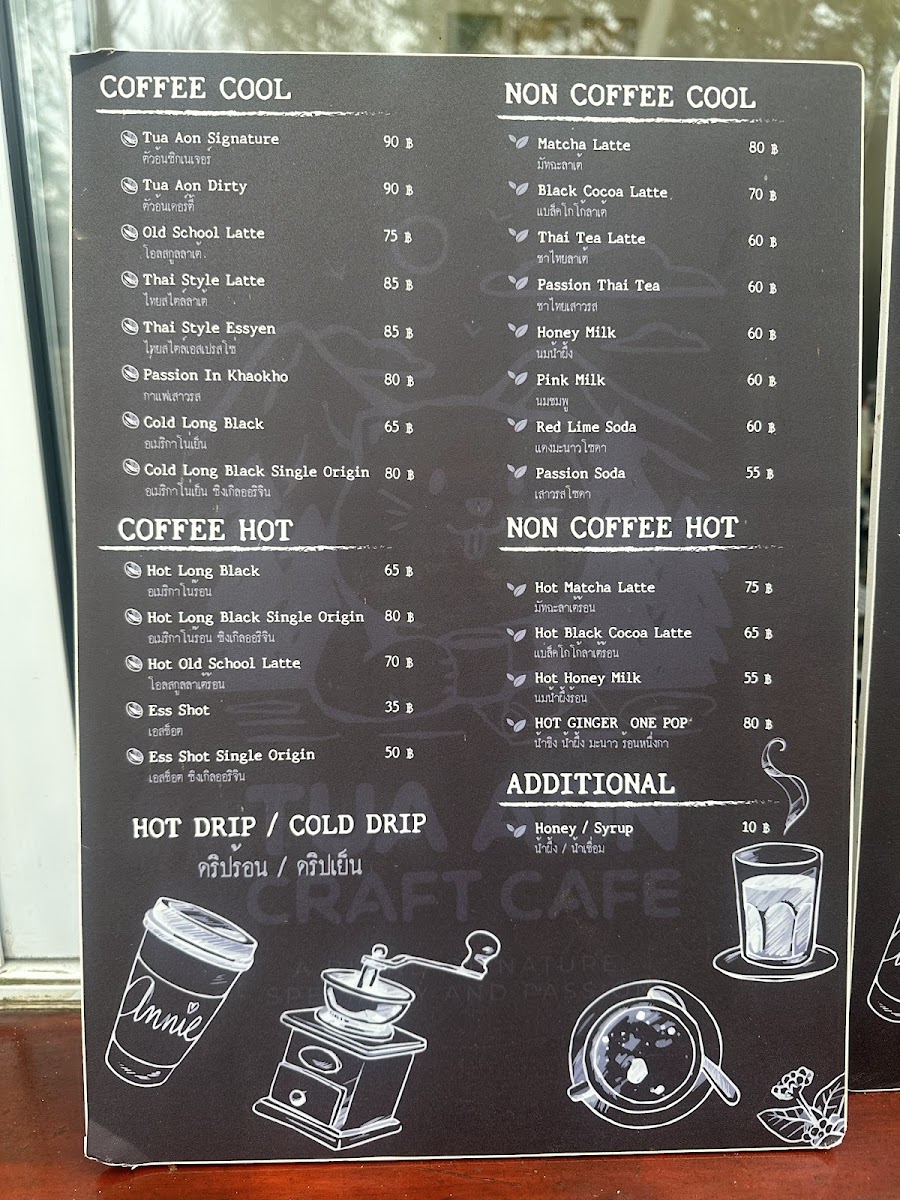 COFFEE COOL
Tua Aon Signature 90 ฿
ตัวอ้นซิกเนเจอร์
Tua Aon Dirty 90 ฿
ตัวอ้นเดอร์ตี้
Old School Latte 75 ฿
โอลสกูลลาเต้
Thai Style Latte 85 ฿
ไทยสไตล์ลาเต้
Thai Style Essyen 85 ฿
ไทยสไตล์เอสเปรสโซ่
Passion In Khaokho 80 ฿
กาแฟเสาวรส
Cold Long Black 65 ฿
อเมริกาโน่เย็น
Cold Long Black Single Origin 80 ฿
อเมริกาโน่เย็น ซิงเกิลออริจิน
COFFEE HOT
Hot Long Black 65 ฿
อเมริกาโน่ร้อน
Hot Long Black Single Origin 80 ฿
อเมริกาโน่ร้อน ซิงเกิลออริจิน
Hot Old School Latte 70 ฿
โอลสกูลลาเต้ร้อน
Ess Shot 35 ฿
เอสช็อต
Ess Shot Single Origin 50 ฿
เอสช็อต ซิงเกิลออริจิน
HOT DRIP / COLD DRIP
ดริปร้อน / ดริปเย็น
NON COFFEE COOL
Matcha Latte 80 ฿
มัทฉะลาเต้
Black Cocoa Latte 70 ฿
แบล็คโกโก้ลาเต้
Thai Tea Latte 60 ฿
ชาไทยลาเต้
Passion Thai Tea 60 ฿
ชาไทยเสาวรส
Honey Milk 60 ฿
นมน้ำผึ้ง
Pink Milk 60 ฿
นมชมพู
Red Lime Soda 60 ฿
แดงมะนาวโซดา
Passion Soda 55 ฿
เสาวรสโซดา
NON COFFEE HOT
Hot Matcha Latte 75 ฿
มัทฉะลาเต้ร้อน
Hot Black Cocoa Latte 65 ฿
แบล็คโกโก้ลาเต้ร้อน
Hot Honey Milk 55 ฿
นมน้ำผึ้งร้อน
HOT GINGER ONE POP 80 ฿
น้ำขิง น้ำผึ้ง มะนาว ร้อนหนึ่งกา
ADDITIONAL
Honey / Syrup 10 ฿
น้ำผึ้ง / น้ำเชื่อม
TUA
CRAFT CAFE
AND
Annie